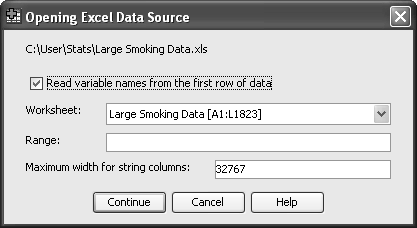 Opening Excel Data Source
C:\User\Stats\Large Smoking Data.xls
Read variable names from the first row of data
Worksheet: Large Smoking Data [A1:L1823]
Range:
Maximum width for string columns: 32767
Continue Cancel Help